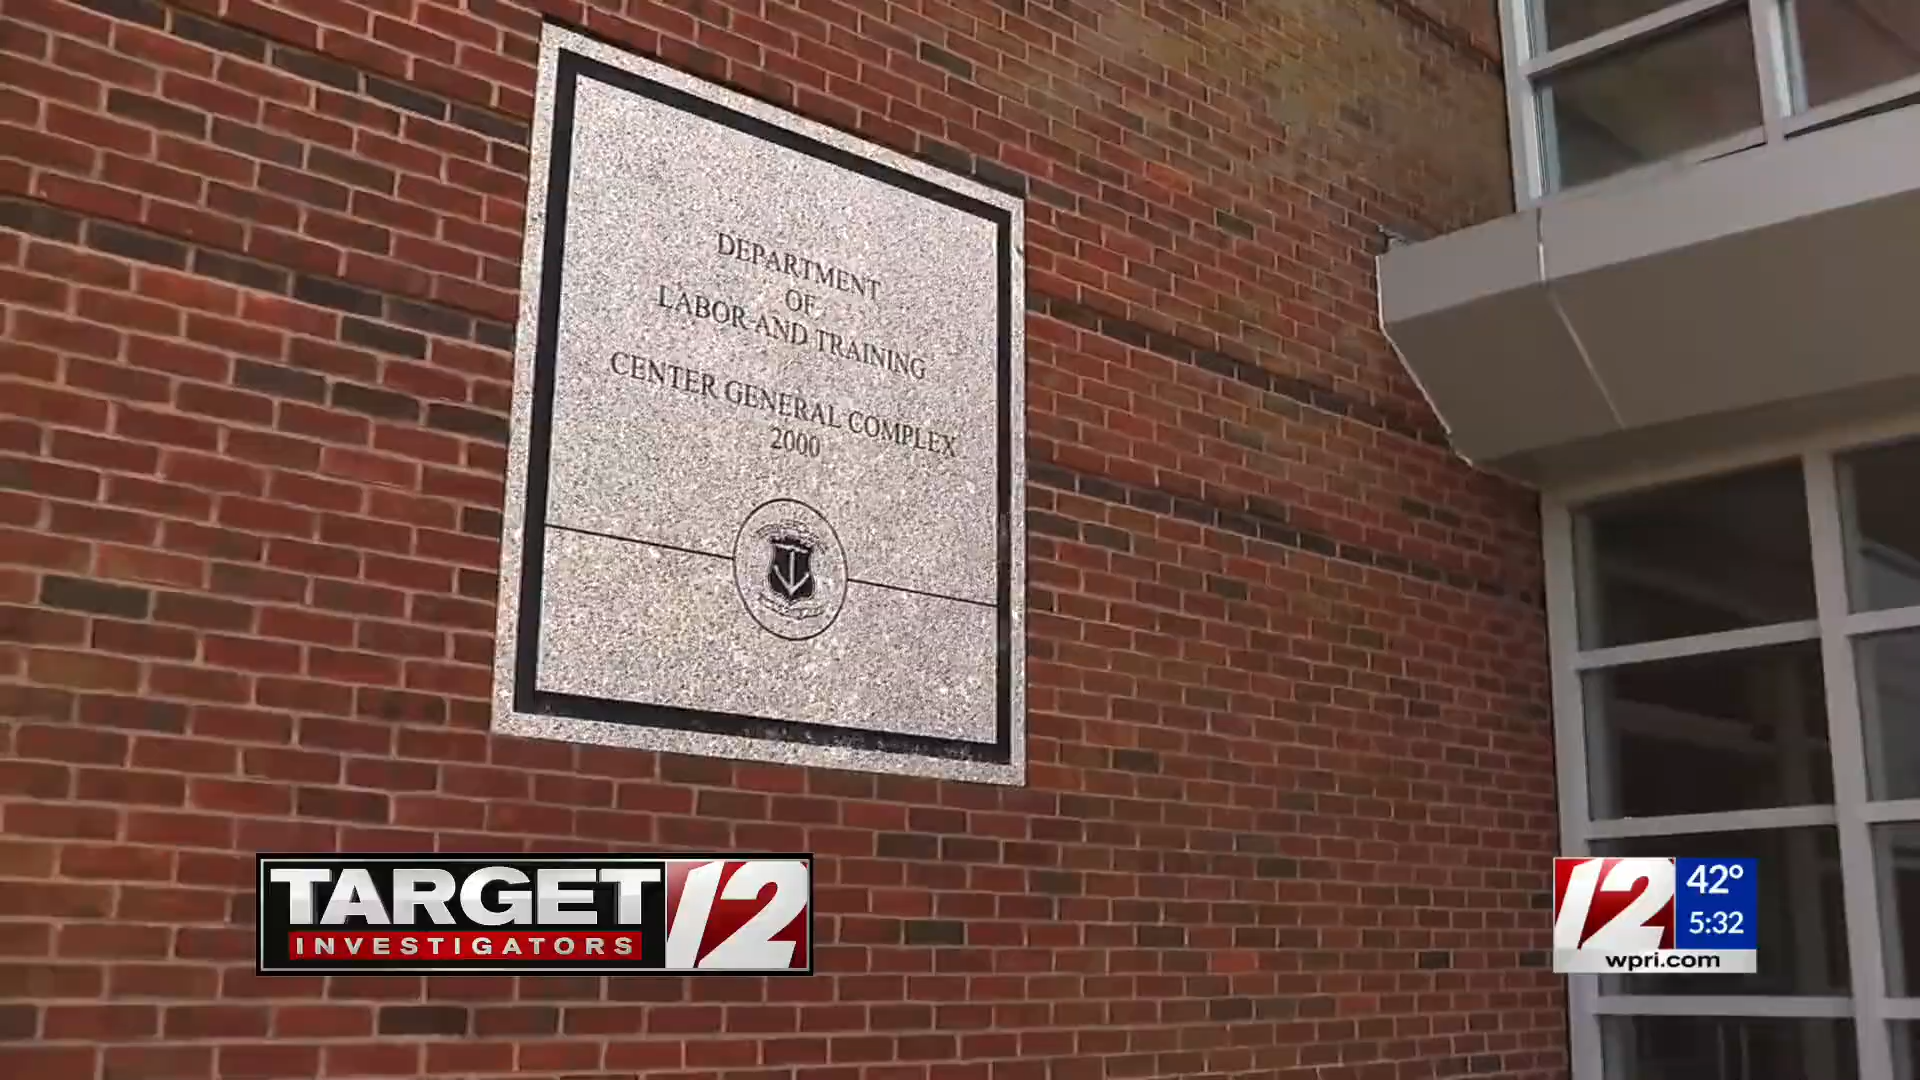 DEPARTMENT
OF
LABOR AND TRAINING
CENTER GENERAL COMPLEX
2000
TARGET 12
INVESTIGATORS
12 42°
5:32
wpri.com